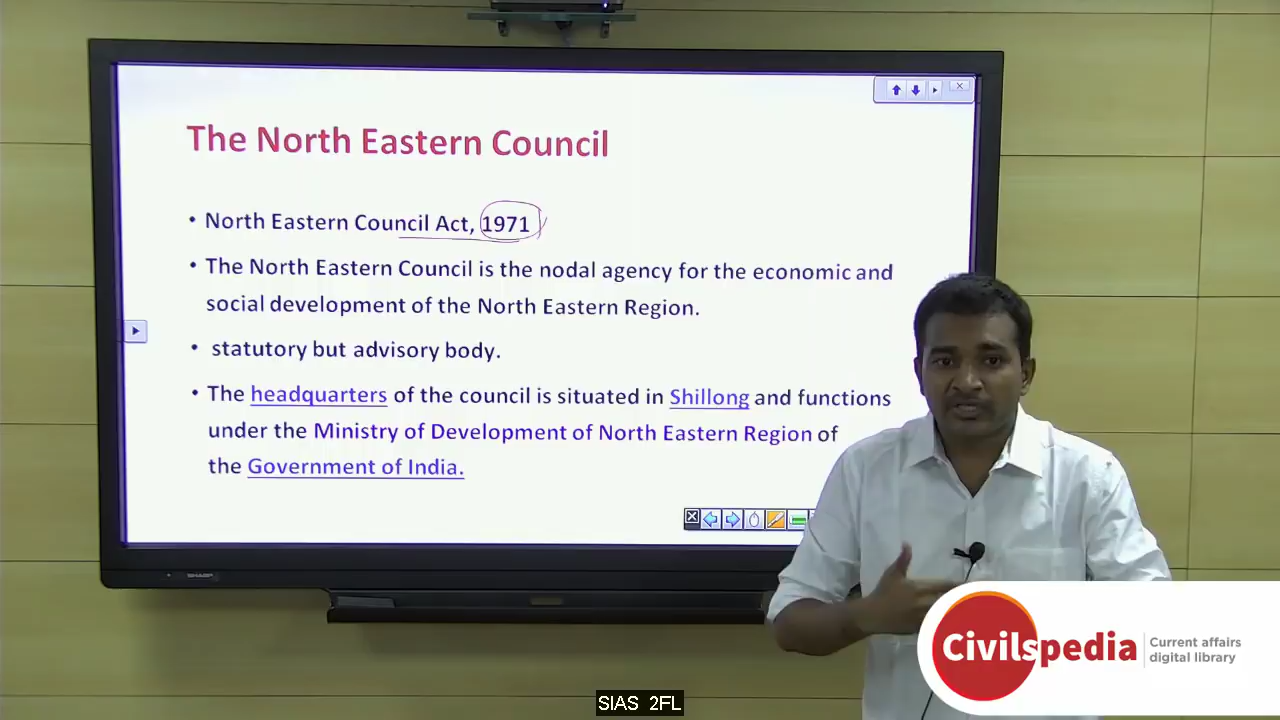 The North Eastern Council
• North Eastern Council Act, 1971
• The North Eastern Council is the nodal agency for the economic and
social development of the North Eastern Region.
• statutory but advisory body.
• The headquarters of the council is situated in Shillong and functions
under the Ministry of Development of North Eastern Region of
the Government of India.
SHARP
Civilspedia
Current affairs
digital library
SIAS 2FL